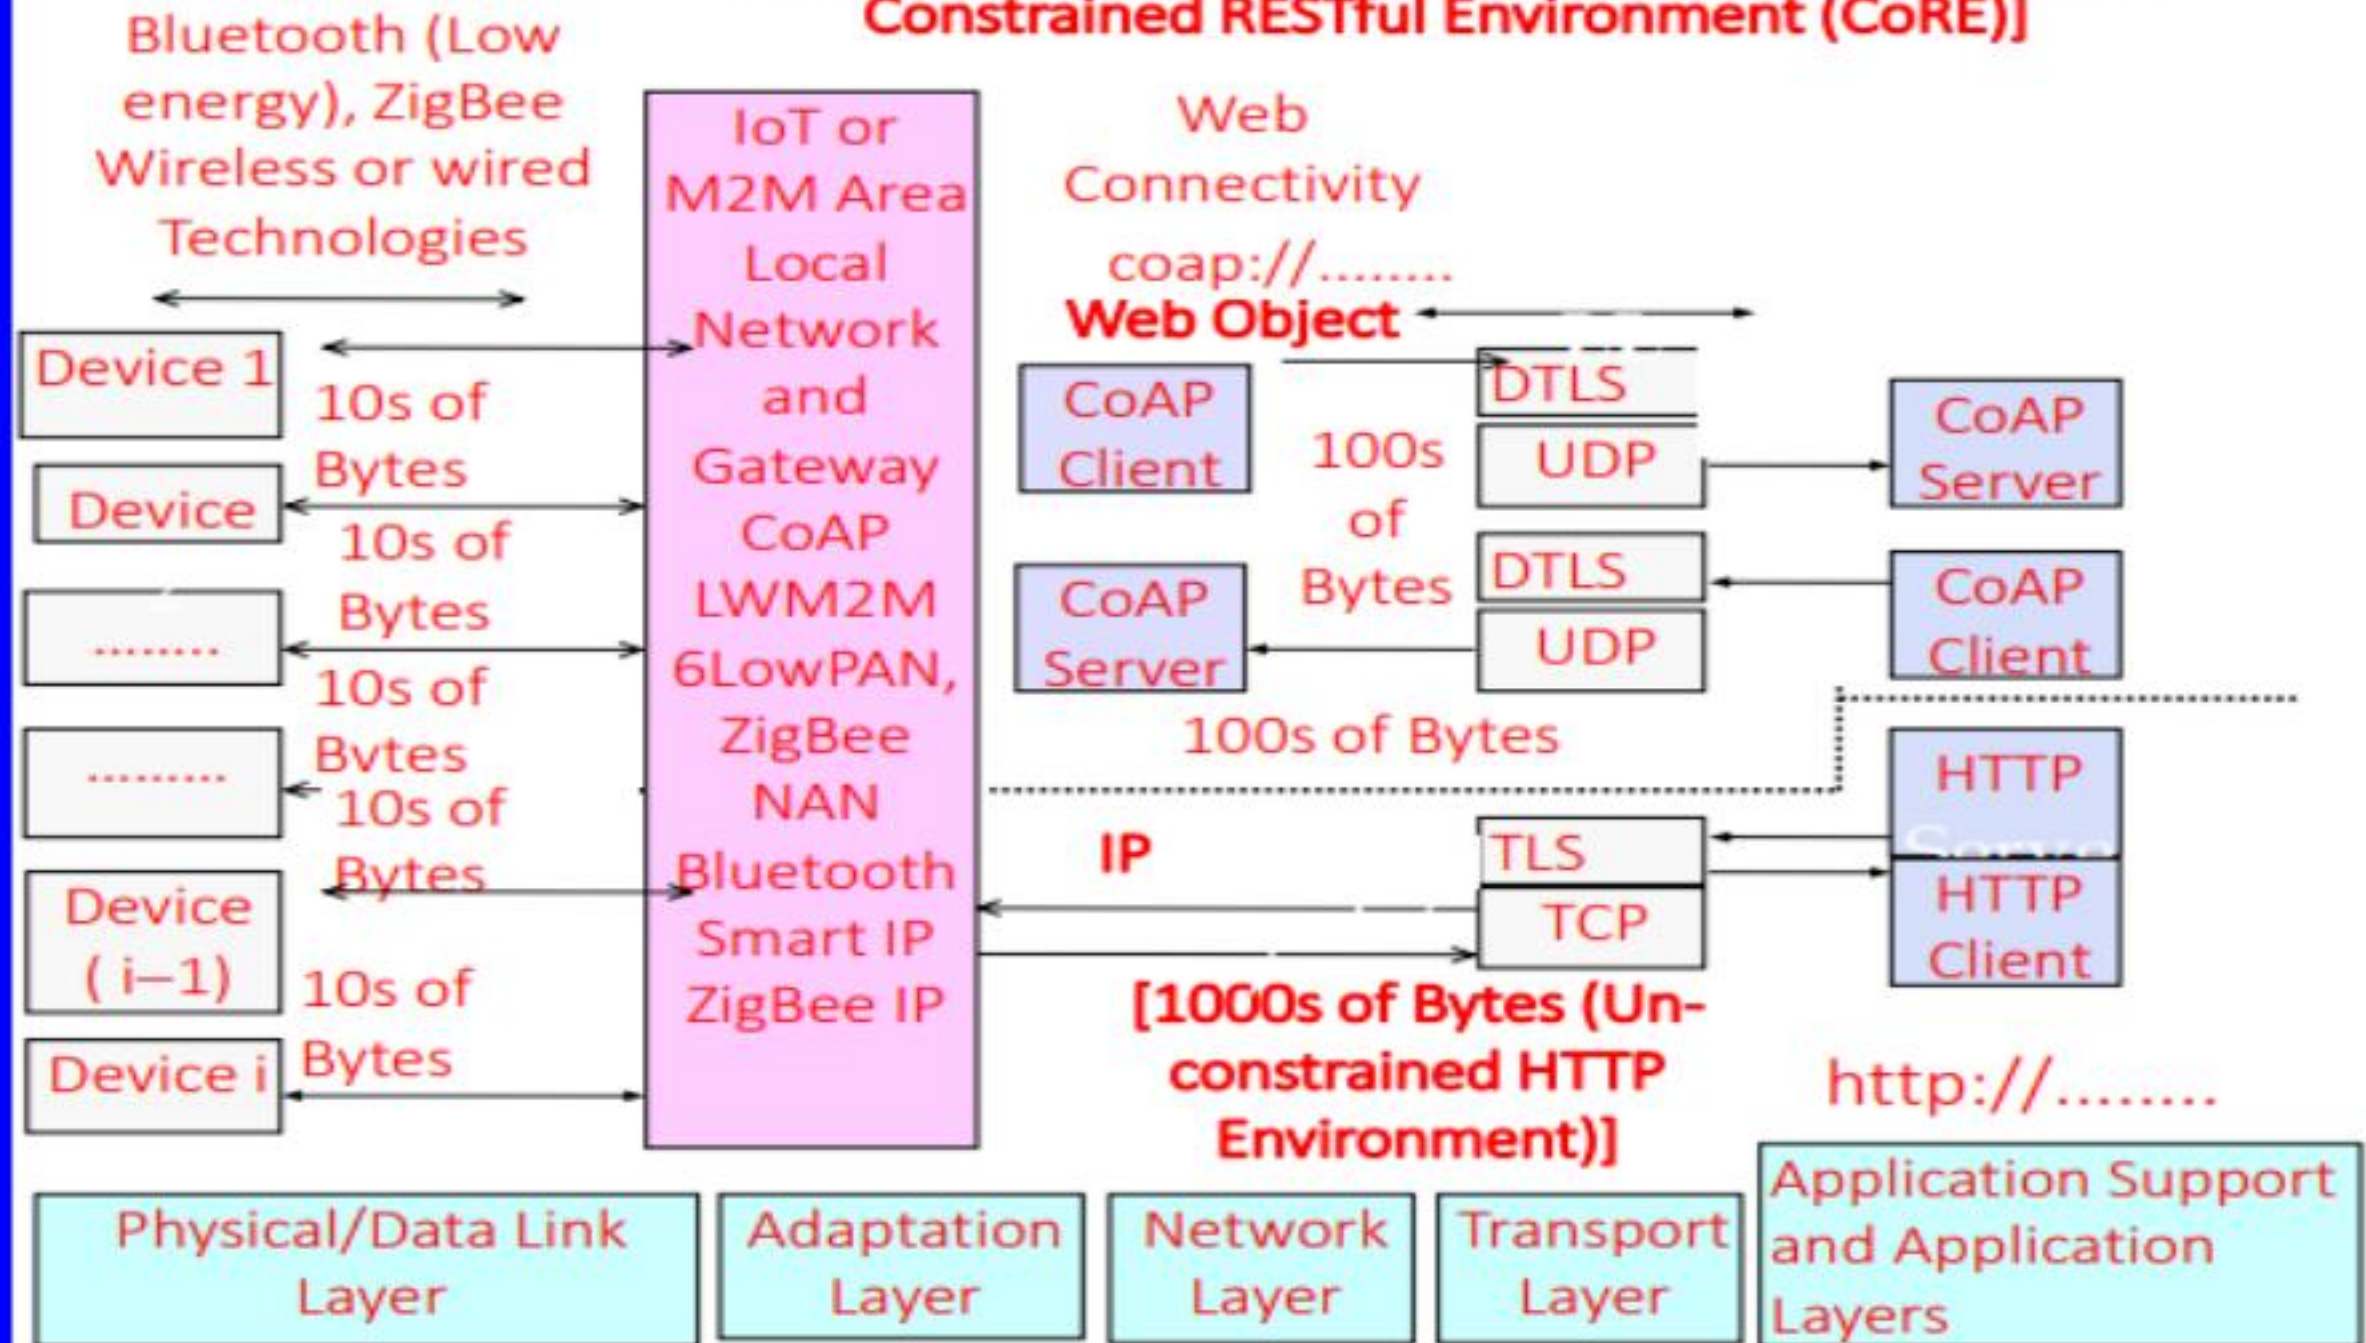 Constrained RESTful Environment (CoRE)]
Bluetooth (Low
energy), ZigBee
Wireless or wired
Technologies
Device 1
10s of
Bytes
Device
10s of
Bytes
........
10s of
Bytes
.........
10s of
Bytes
Device
( i–1)
10s of
Bytes
Device i
IoT or
M2M Area
Local
Network
and
Gateway
CoAP
LWM2M
6LowPAN,
ZigBee
NAN
Bluetooth
Smart IP
ZigBee IP
Web
Connectivity
coap://........
Web Object
CoAP
Client
100s
of
Bytes
DTLS
UDP
CoAP
Server
CoAP
Server
DTLS
UDP
CoAP
Client
100s of Bytes
IP
TLS
TCP
HTTP
HTTP
Client
[1000s of Bytes (Un-
constrained HTTP
Environment)]
http://........
Physical/Data Link
Layer
Adaptation
Layer
Network
Layer
Transport
Layer
Application Support
and Application
Layers